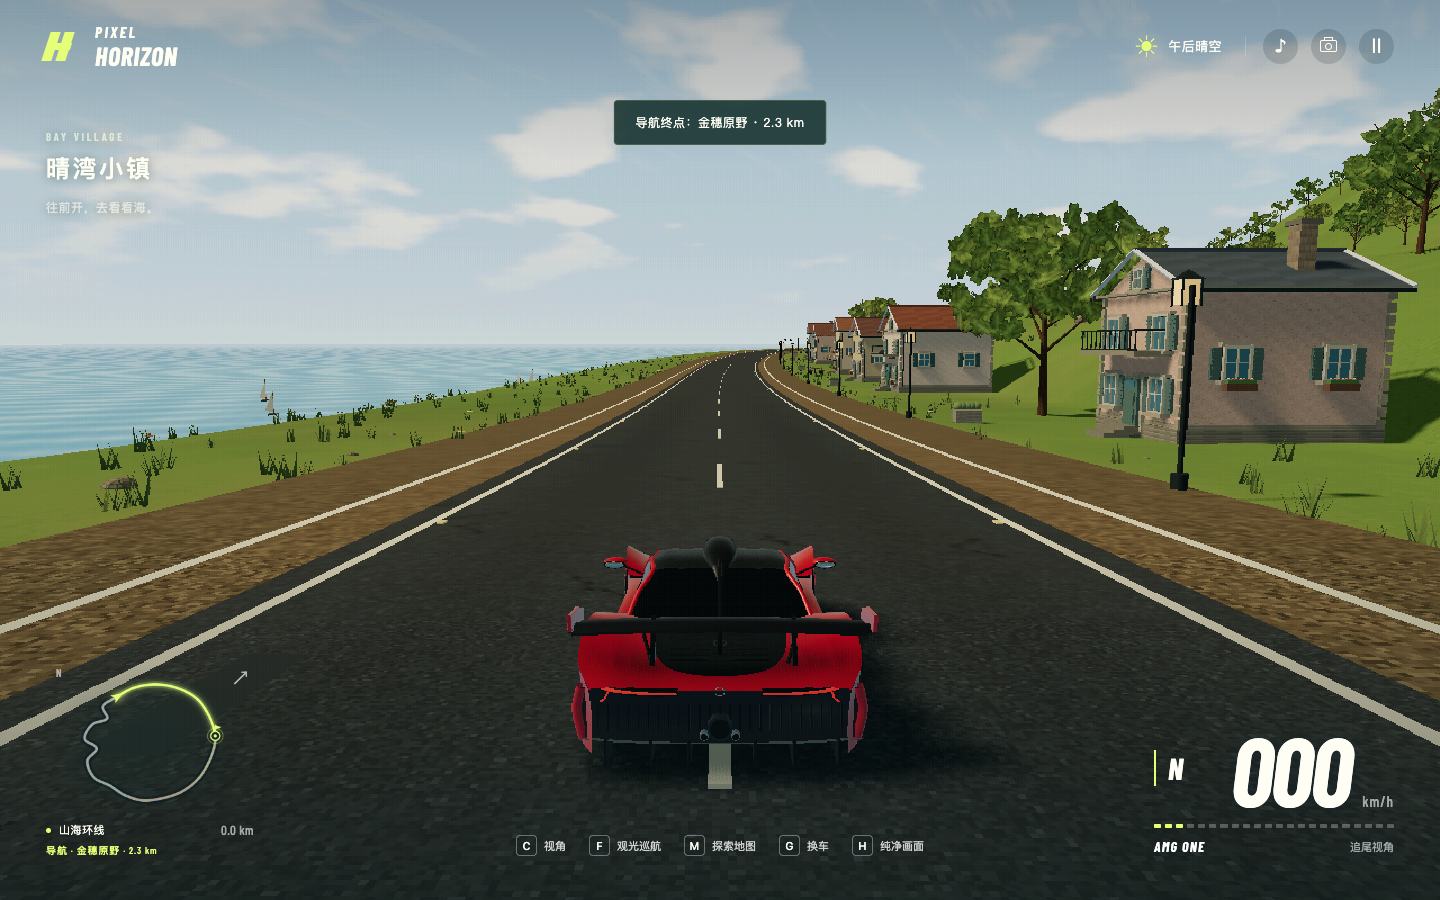 PIXEL
HORIZON
午后晴空
导航终点：金穗原野 · 2.3 km
BAY VILLAGE
晴湾小镇
往前开，去看看海。
N
山海环线 0.0 km
导航 · 金穗原野 · 2.3 km
C 视角 F 观光巡航 M 探索地图 G 换车 H 纯净画面
N 000 km/h
AMG ONE 追尾视角